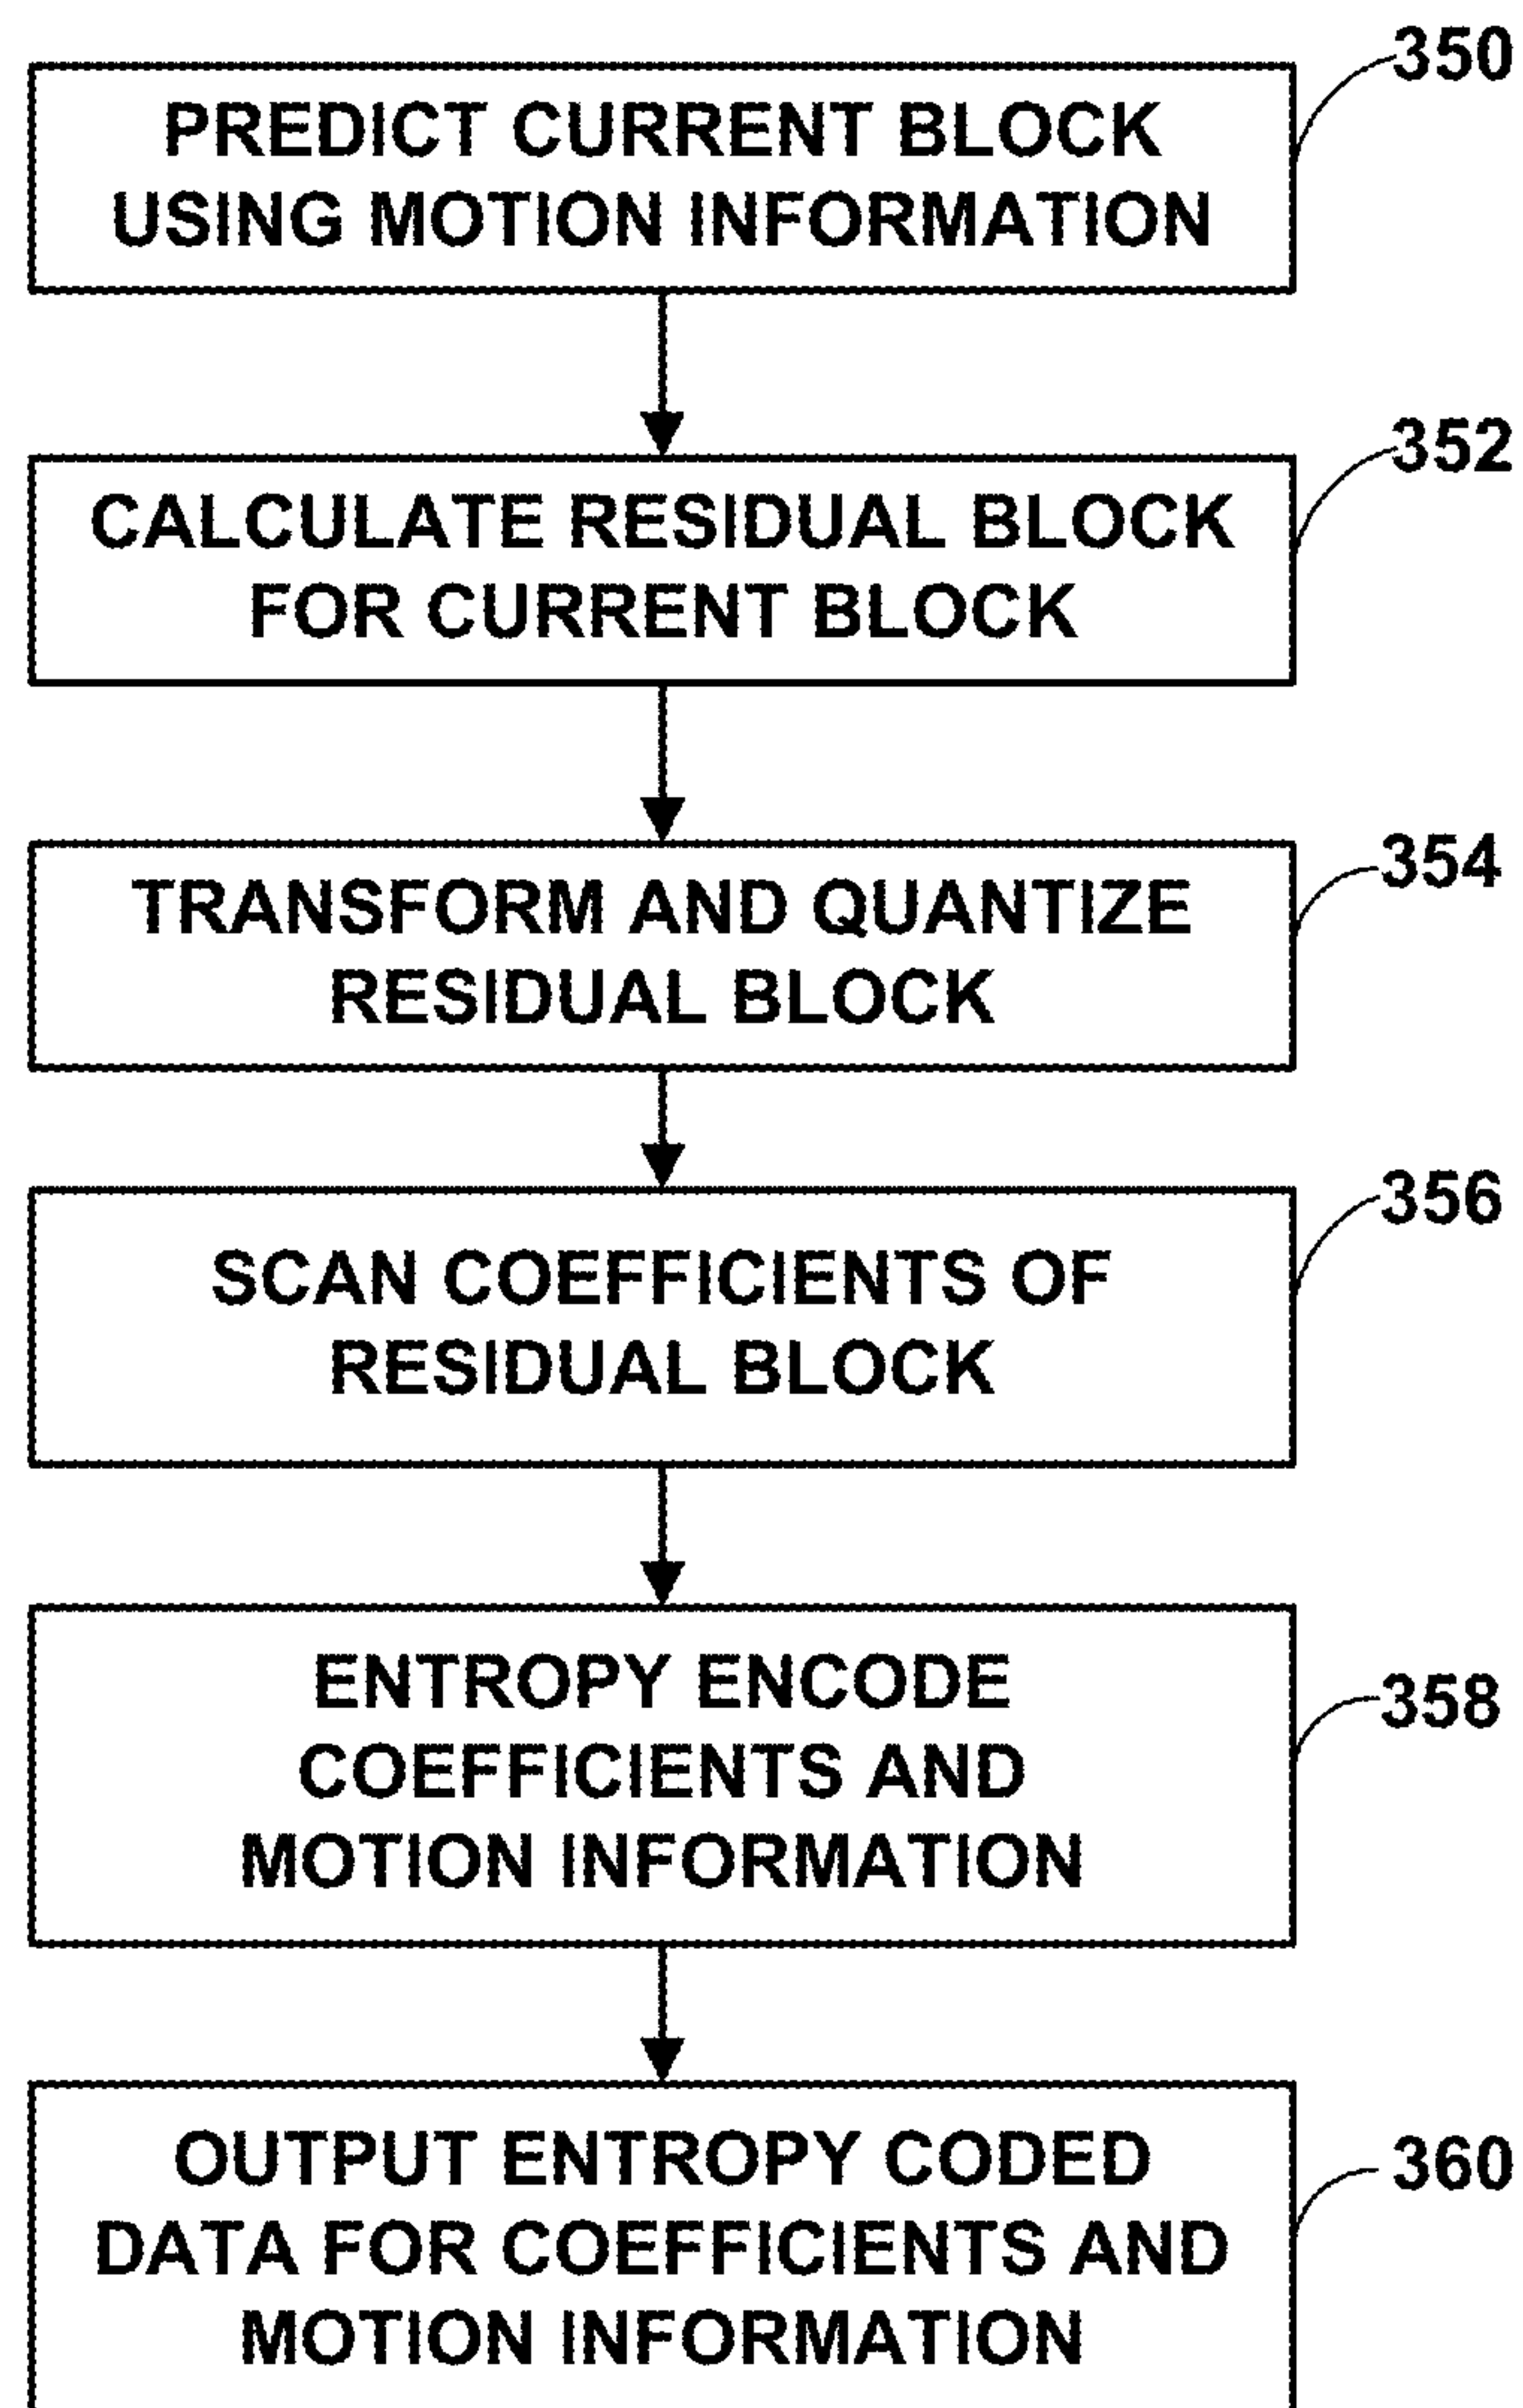 350
PREDICT CURRENT BLOCK
USING MOTION INFORMATION
352
CALCULATE RESIDUAL BLOCK
FOR CURRENT BLOCK
354
TRANSFORM AND QUANTIZE
RESIDUAL BLOCK
356
SCAN COEFFICIENTS OF
RESIDUAL BLOCK
358
ENTROPY ENCODE
COEFFICIENTS AND
MOTION INFORMATION
360
OUTPUT ENTROPY CODED
DATA FOR COEFFICIENTS AND
MOTION INFORMATION